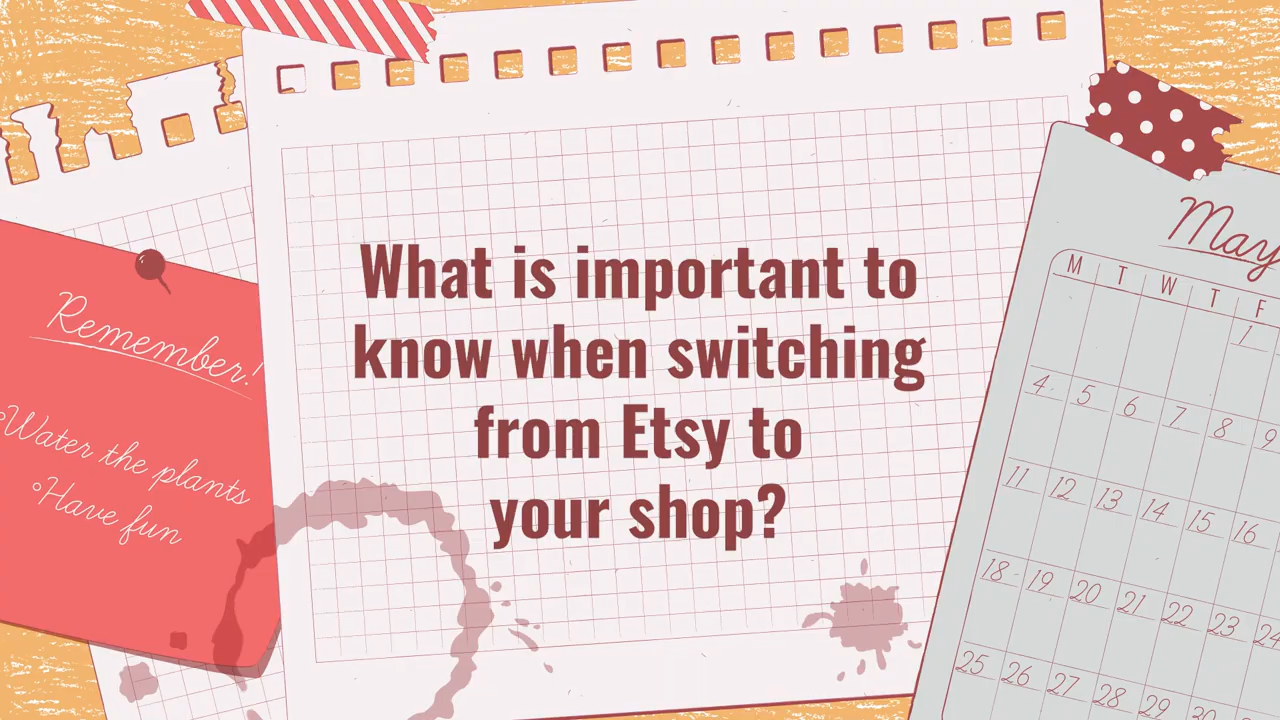 Remember!
Water the plants
Have fun
What is important to
know when switching
from Etsy to
your shop?
May
M T W T F
1
4 5 6 7 8 9
11 12 13 14 15 16
18 19 20 21 22 23 24
25 26 27 28 29 30